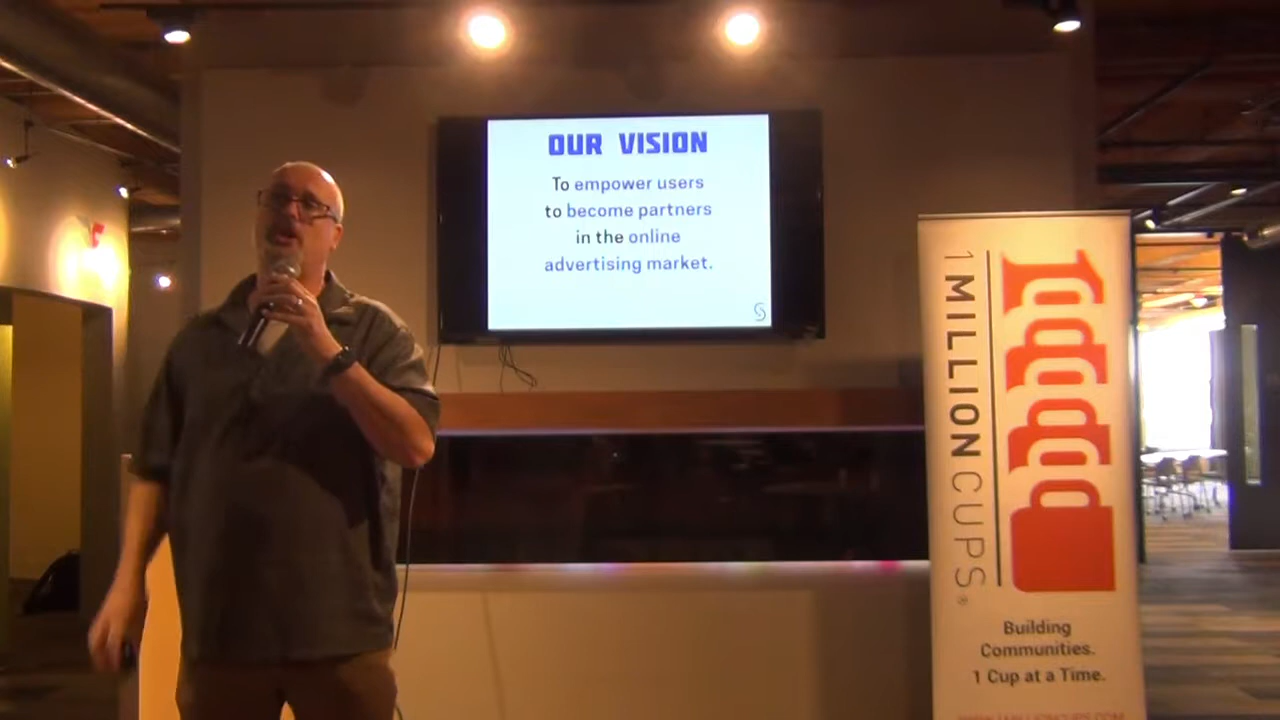 OUR VISION
To empower users
to become partners
in the online
advertising market.
1 MILLION CUPS®
Building
Communities.
1 Cup at a Time.